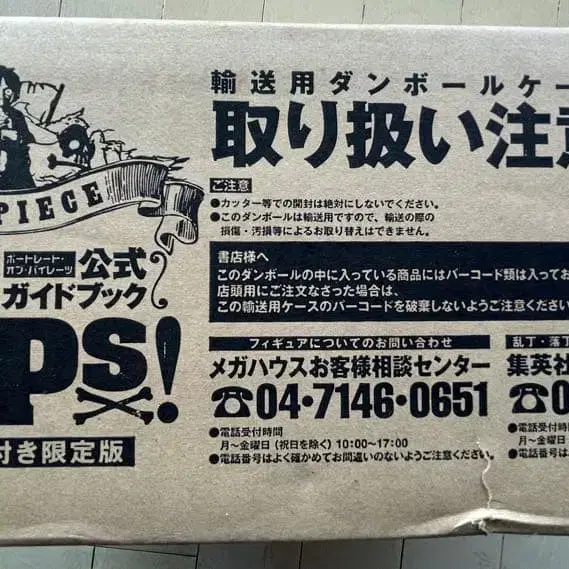 PIECE
ポートレート・
オブ・パイレーツ
公式
ガイドブック
ps!
付き限定版
輸送用ダンボールケー
取り扱い注意
ご注意
●カッター等での開封は絶対にしないでください。
●このダンボールは輸送用ですので、輸送の際の
損傷・汚損等によるお取り替えはできません。
書店様へ
このダンボールの中に入っている商品にはバーコード類は入ってお
店頭用にご注文なさった場合は、
この輸送用ケースのバーコードを破棄しないようご注意ください
フィギュアについてのお問い合わせ
メガハウスお客様相談センター
☎04・7146・0651
●電話受付時間
月〜金曜日（祝日を除く）10:00〜17:00
●電話番号はよく確かめてお間違いのないようご注意ください。
乱丁・落丁
集英社
☎0
●電話受付時間
月〜金曜日
●電話番号はよ